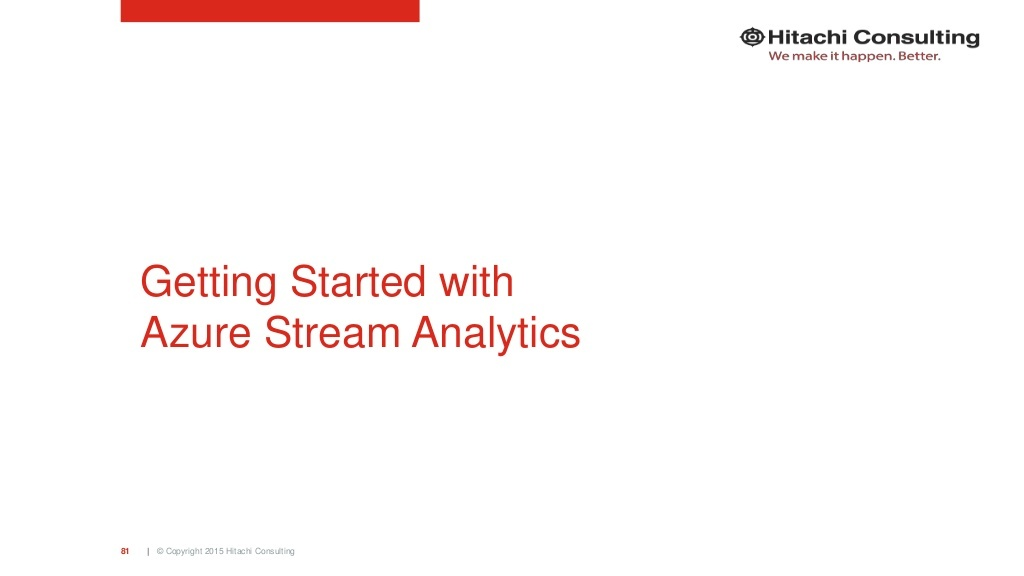 Hitachi Consulting
We make it happen. Better.
Getting Started with
Azure Stream Analytics
81 | © Copyright 2015 Hitachi Consulting